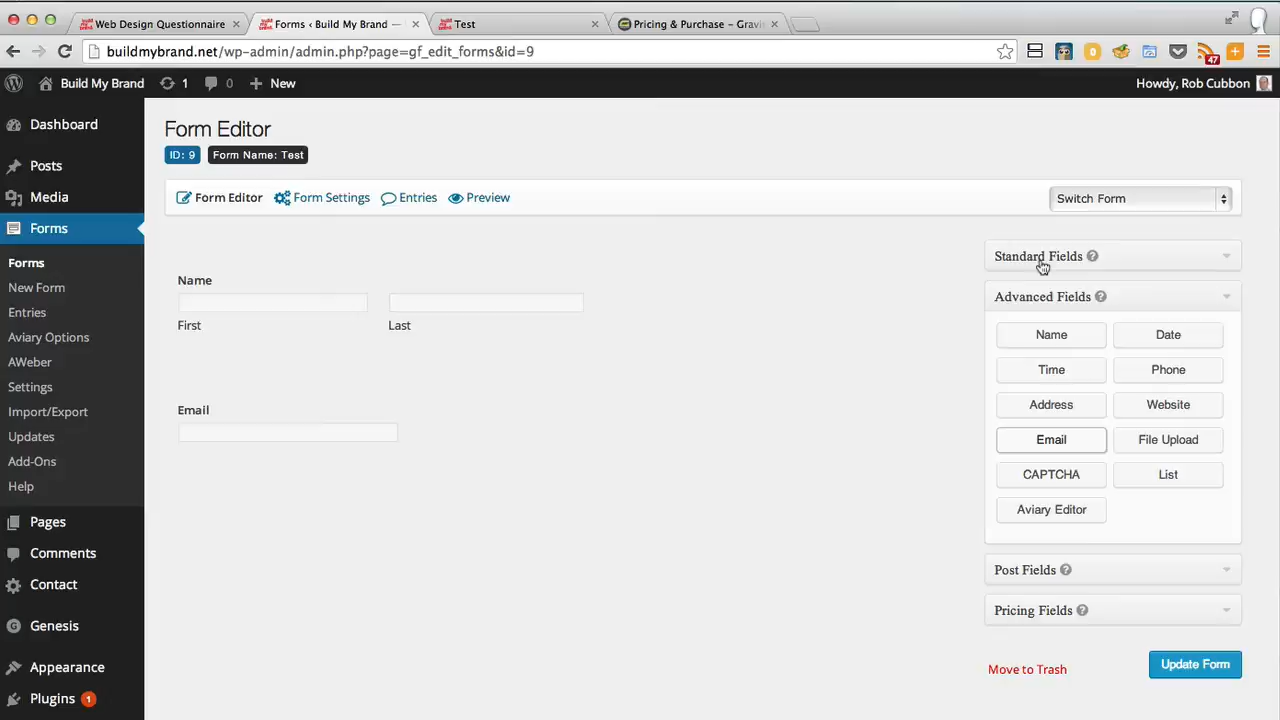 Web Design Questionnaire
Forms ‹ Build My Brand —
Test
Pricing & Purchase – Gravi
buildmybrand.net/wp-admin/admin.php?page=gf_edit_forms&id=9
47
Build My Brand
1
0
New
Howdy, Rob Cubbon
Dashboard
Posts
Media
Forms
Forms
New Form
Entries
Aviary Options
AWeber
Settings
Import/Export
Updates
Add-Ons
Help
Pages
Comments
Contact
Genesis
Appearance
Plugins 1
Form Editor
ID: 9 Form Name: Test
Form Editor Form Settings Entries Preview
Switch Form
Name
First Last
Email
Standard Fields ?
Advanced Fields ?
Name Date
Time Phone
Address Website
Email File Upload
CAPTCHA List
Aviary Editor
Post Fields ?
Pricing Fields ?
Move to Trash Update Form